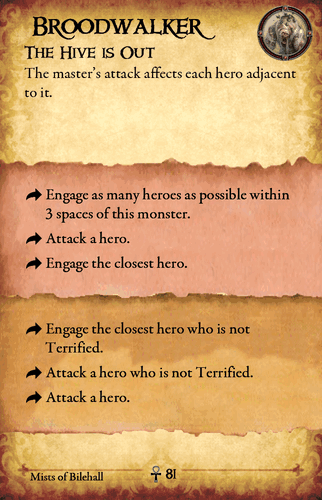 Broodwalker
The Hive is Out
The master's attack affects each hero adjacent
to it.
Engage as many heroes as possible within
3 spaces of this monster.
Attack a hero.
Engage the closest hero.
Engage the closest hero who is not
Terrified.
Attack a hero who is not Terrified.
Attack a hero.
Mists of Bilehall 81